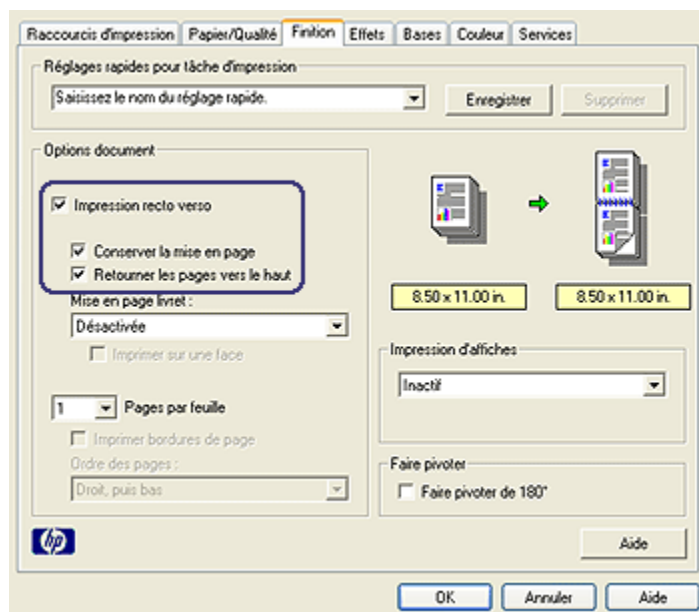 Raccourcis d'impression Papier/Qualité Finition Effets Bases Couleur Services
Réglages rapides pour tâche d'impression
Saisissez le nom du réglage rapide. Enregistrer Supprimer
Options document
Impression recto verso
Conserver la mise en page
Retourner les pages vers le haut
Mise en page livret :
Désactivée
Imprimer sur une face
1 Pages par feuille
Imprimer bordures de page
Ordre des pages :
Droit, puis bas
8.50 x 11.00 in. 8.50 x 11.00 in.
Impression d'affiches
Inactif
Faire pivoter
Faire pivoter de 180°
hp
Aide
OK Annuler Aide